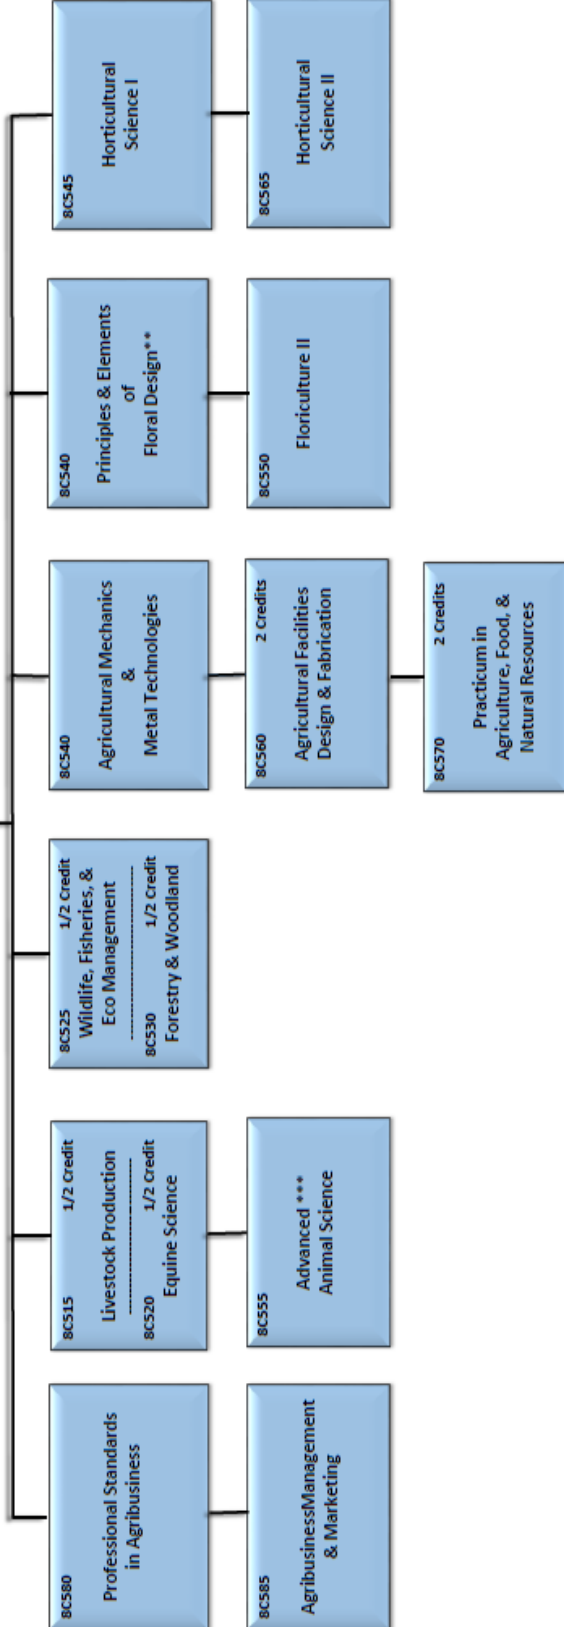 8C580
Professional Standards
in Agribusiness
8C515 1/2 Credit
Livestock Production
--------------------
8C520 1/2 Credit
Equine Science
8C525 1/2 Credit
Wildlife, Fisheries, &
Eco Management
--------------------
8C530 1/2 Credit
Forestry & Woodland
8C540
Agricultural Mechanics
&
Metal Technologies
8C540
Principles & Elements
of
Floral Design**
8C545
Horticultural
Science I
8C585
AgribusinessManagement
& Marketing
8C555
Advanced ***
Animal Science
8C560 2 Credits
Agricultural Facilities
Design & Fabrication
8C550
Floriculture II
8C565
Horticultural
Science II
8C570 2 Credits
Practicum in
Agriculture, Food, &
Natural Resources